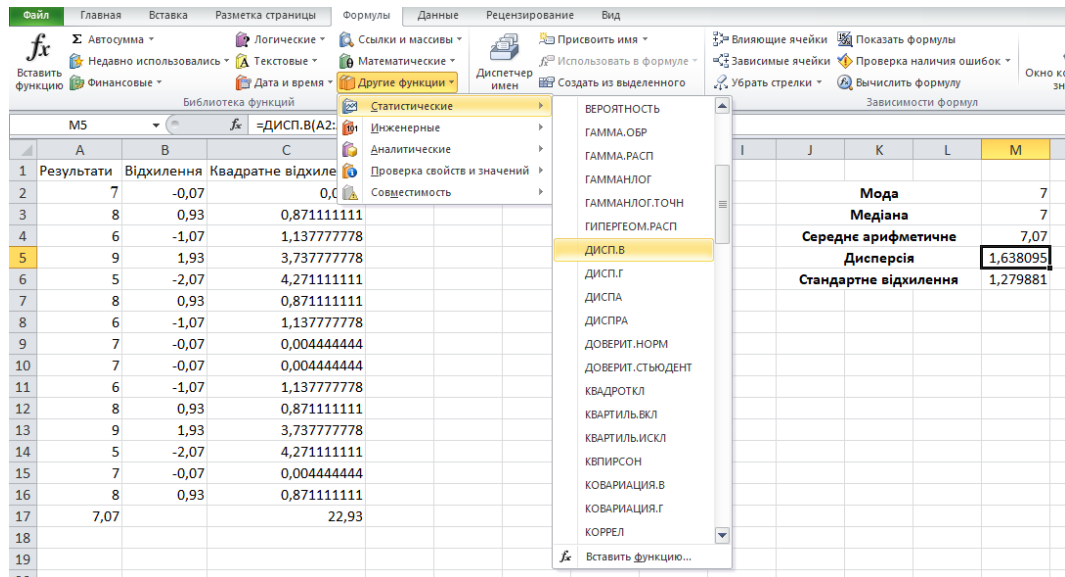 Файл Главная Вставка Разметка страницы Формулы Данные Рецензирование Вид
fx Вставить функцию
Σ Автосумма
Недавно использовались
Финансовые
Логические
Текстовые
Дата и время
Ссылки и массивы
Математические
Другие функции
Библиотека функций
Диспетчер имен
Присвоить имя
Использовать в формуле
Создать из выделенного
Влияющие ячейки
Зависимые ячейки
Убрать стрелки
Показать формулы
Проверка наличия ошибок
Вычислить формулу
Зависимости формул
Окно
Статистические
Инженерные
Аналитические
Проверка свойств и значений
Совместимость
ВЕРОЯТНОСТЬ
ГАММА.ОБР
ГАММА.РАСП
ГАММАНЛОГ
ГАММАНЛОГ.ТОЧН
ГИПЕРГЕОМ.РАСП
ДИСП.В
ДИСП.Г
ДИСПА
ДИСПРА
ДОВЕРИТ.НОРМ
ДОВЕРИТ.СТЬЮДЕНТ
КВАДРОТКЛ
КВАРТИЛЬ.ВКЛ
КВАРТИЛЬ.ИСКЛ
КВПИРСОН
КОВАРИАЦИЯ.В
КОВАРИАЦИЯ.Г
КОРРЕЛ
fx Вставить функцию...
M5 fx =ДИСП.В(A2:
A B C I J K L M
1 Результати Відхилення Квадратне відхиле
2 7 -0,07 0,0 Мода 7
3 8 0,93 0,871111111 Медіана 7
4 6 -1,07 1,137777778 Середнє арифметичне 7,07
5 9 1,93 3,737777778 Дисперсія 1,638095
6 5 -2,07 4,271111111 Стандартне відхилення 1,279881
7 8 0,93 0,871111111
8 6 -1,07 1,137777778
9 7 -0,07 0,004444444
10 7 -0,07 0,004444444
11 6 -1,07 1,137777778
12 8 0,93 0,871111111
13 9 1,93 3,737777778
14 5 -2,07 4,271111111
15 7 -0,07 0,004444444
16 8 0,93 0,871111111
17 7,07 22,93
18
19